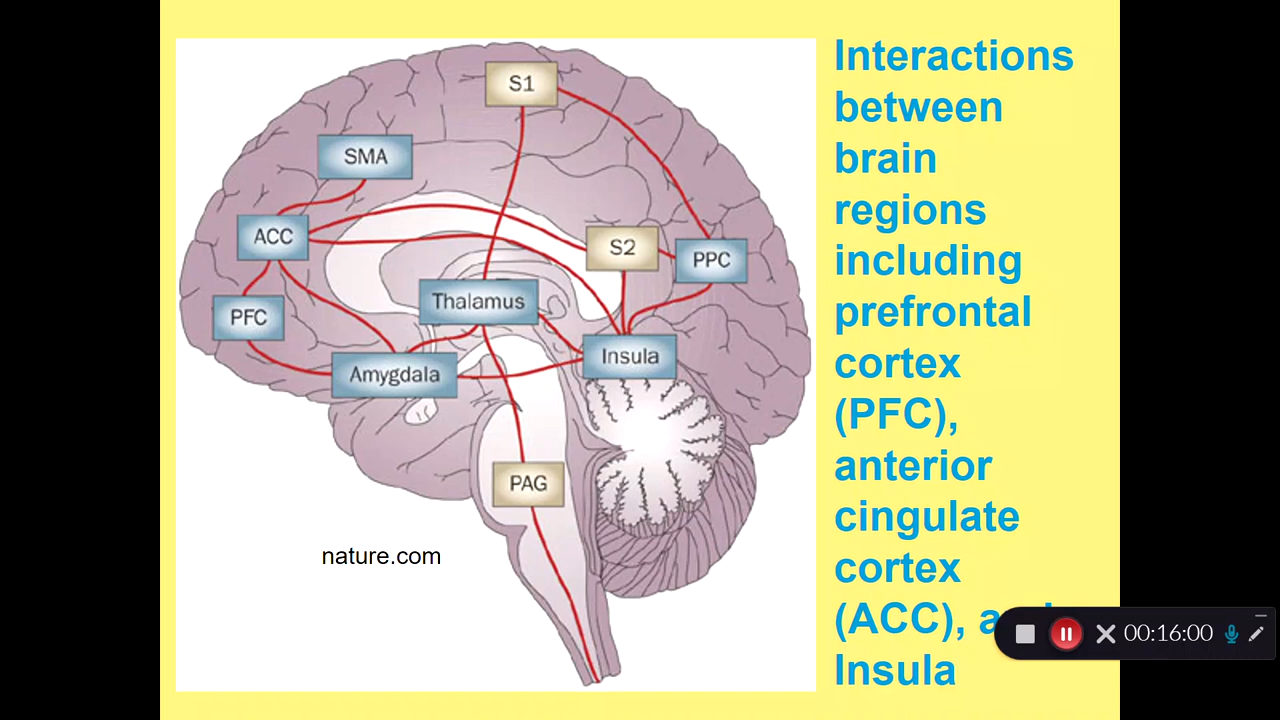 S1
SMA
ACC
S2
PPC
Thalamus
PFC
Insula
Amygdala
PAG
nature.com
Interactions
between
brain
regions
including
prefrontal
cortex
(PFC),
anterior
cingulate
cortex
(ACC),
Insula
00:16:00